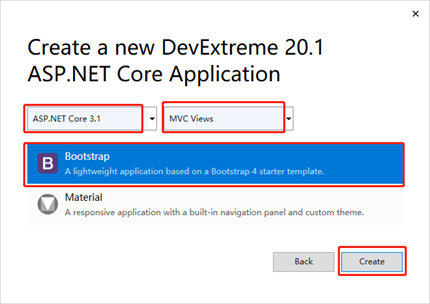 Create a new DevExtreme 20.1
ASP.NET Core Application
ASP.NET Core 3.1 MVC Views
B Bootstrap
A lightweight application based on a Bootstrap 4 starter template.
Material
A responsive application with a built-in navigation panel and custom theme.
Back Create